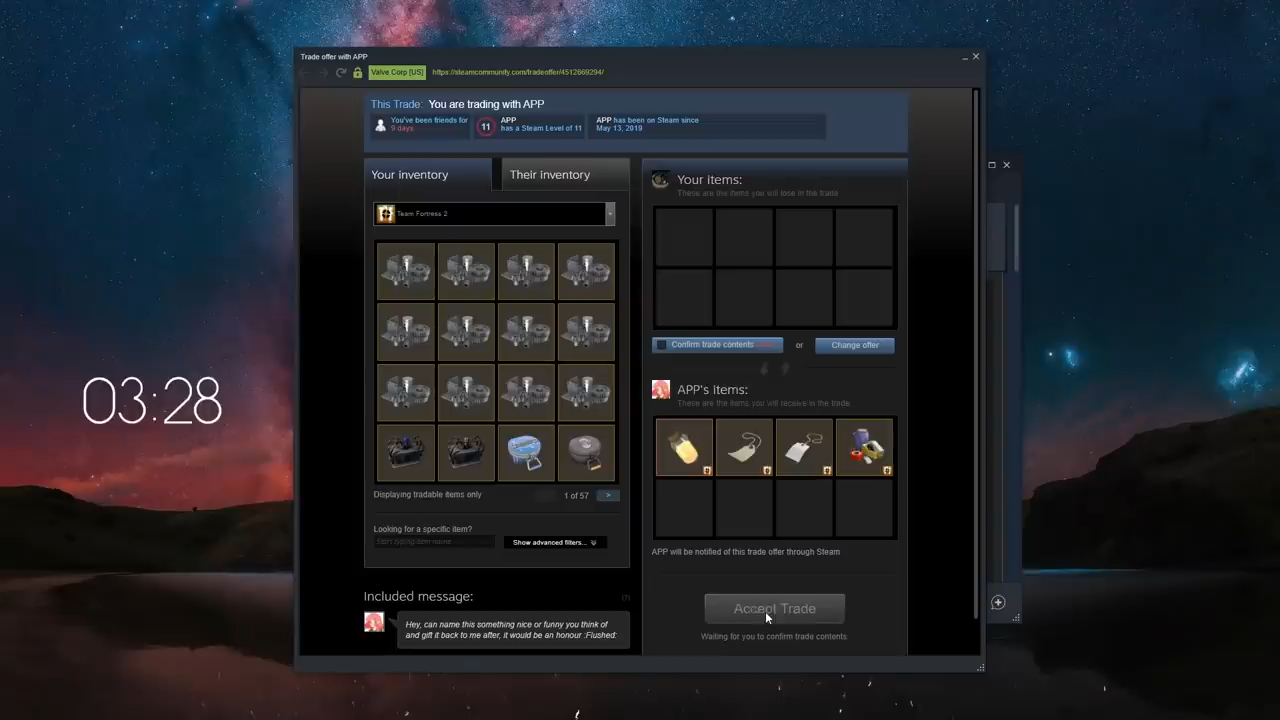 Trade offer with APP
Valve Corp [US] https://steamcommunity.com/tradeoffer/4512669294/
This Trade: You are trading with APP
You've been friends for
9 days
11
APP
has a Steam Level of 11
APP has been on Steam since
May 13, 2019
Your inventory
Their inventory
Team Fortress 2
Displaying tradable items only
1 of 57 >
Looking for a specific item?
Start typing item name
Show advanced filters...
Included message:
(?)
Hey, can name this something nice or funny you think of
and gift it back to me after, it would be an honour :Flushed:
Your items:
These are the items you will lose in the trade
Confirm trade contents
or
Change offer
APP's items:
These are the items you will receive in the trade.
APP will be notified of this trade offer through Steam
Accept Trade
Waiting for you to confirm trade contents
03:28